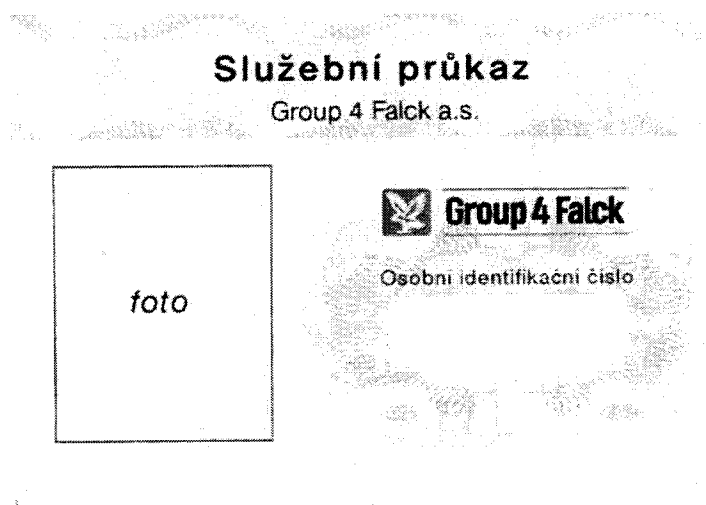 Služební průkaz
Group 4 Falck a.s.
Group 4 Falck
Osobní identifikační číslo
foto